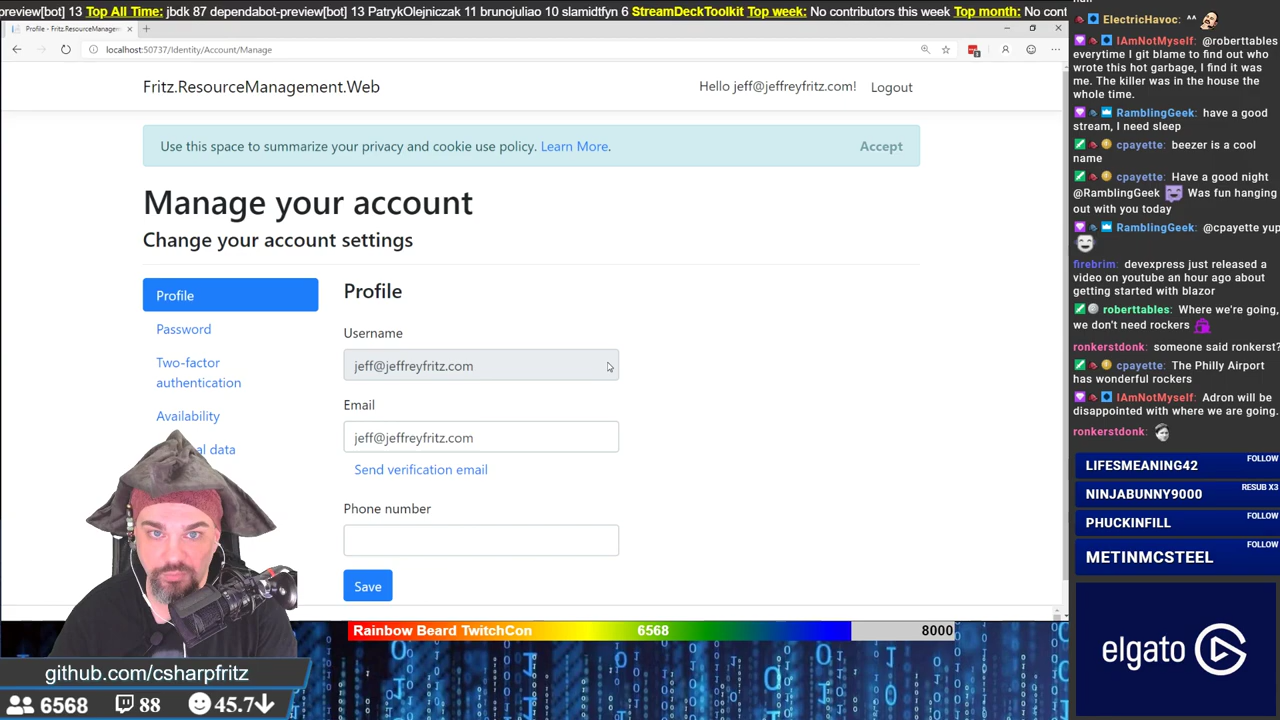 preview[bot] 13 Top All Time: jbdk 87 dependabot-preview[bot] 13 PatrykOlejniczak 11 brunojuliao 10 slamidtfyn 6 StreamDeckToolkit Top week: No contributors this week Top month: No cont
Profile - Fritz.ResourceManagem
localhost:50737/Identity/Account/Manage
Fritz.ResourceManagement.Web
Hello jeff@jeffreyfritz.com!
Logout
Use this space to summarize your privacy and cookie use policy. Learn More.
Accept
Manage your account
Change your account settings
Profile
Password
Two-factor
authentication
Availability
al data
Profile
Username
jeff@jeffreyfritz.com
Email
jeff@jeffreyfritz.com
Send verification email
Phone number
Save
Rainbow Beard TwitchCon
6568
8000
github.com/csharpfritz
6568
88
45.7
ElectricHavoc: ^^
IAmNotMyself: @roberttables
everytime I git blame to find out who
wrote this hot garbage, I find it was
me. The killer was in the house the
whole time.
RamblingGeek: have a good
stream, I need sleep
cpayette: beezer is a cool
name
cpayette: Have a good night
@RamblingGeek Was fun hanging
out with you today
RamblingGeek: @cpayette yup
firebrim: devexpress just released a
video on youtube an hour ago about
getting started with blazor
roberttables: Where we're going,
we don't need rockers
ronkerstdonk: someone said ronkerst?
cpayette: The Philly Airport
has wonderful rockers
IAmNotMyself: Adron will be
disappointed with where we are going.
ronkerstdonk:
LIFESMEANING42
FOLLOW
NINJABUNNY9000
RESUB X3
PHUCKINFILL
FOLLOW
METINMCSTEEL
FOLLOW
elgato